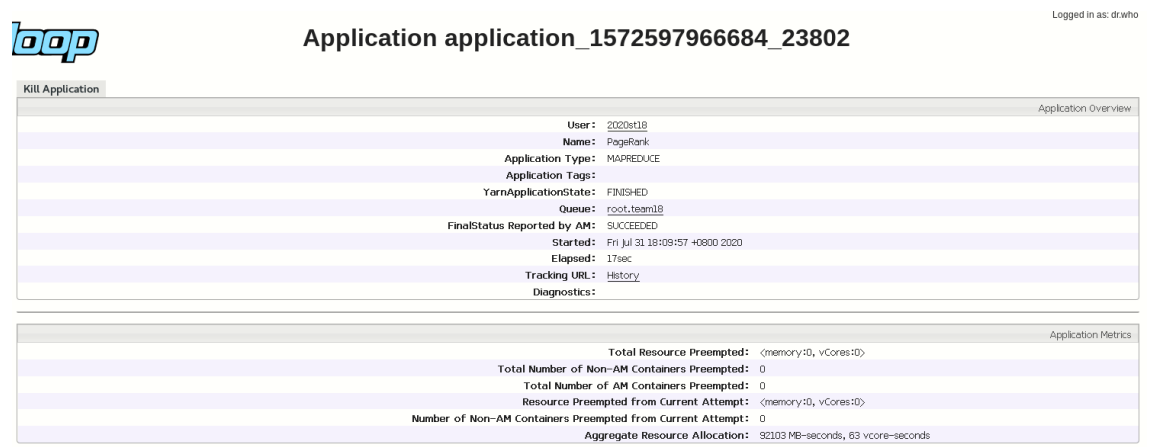 Logged in as: dr.who
loop
Application application_1572597966684_23802
Kill Application
Application Overview
User: 2020st18
Name: PageRank
Application Type: MAPREDUCE
Application Tags:
YarnApplicationState: FINISHED
Queue: root.team18
FinalStatus Reported by AM: SUCCEEDED
Started: Fri Jul 31 18:09:57 +0800 2020
Elapsed: 17sec
Tracking URL: History
Diagnostics:
Application Metrics
Total Resource Preempted: <memory:0, vCores:0>
Total Number of Non-AM Containers Preempted: 0
Total Number of AM Containers Preempted: 0
Resource Preempted from Current Attempt: <memory:0, vCores:0>
Number of Non-AM Containers Preempted from Current Attempt: 0
Aggregate Resource Allocation: 92103 MB-seconds, 63 vcore-seconds